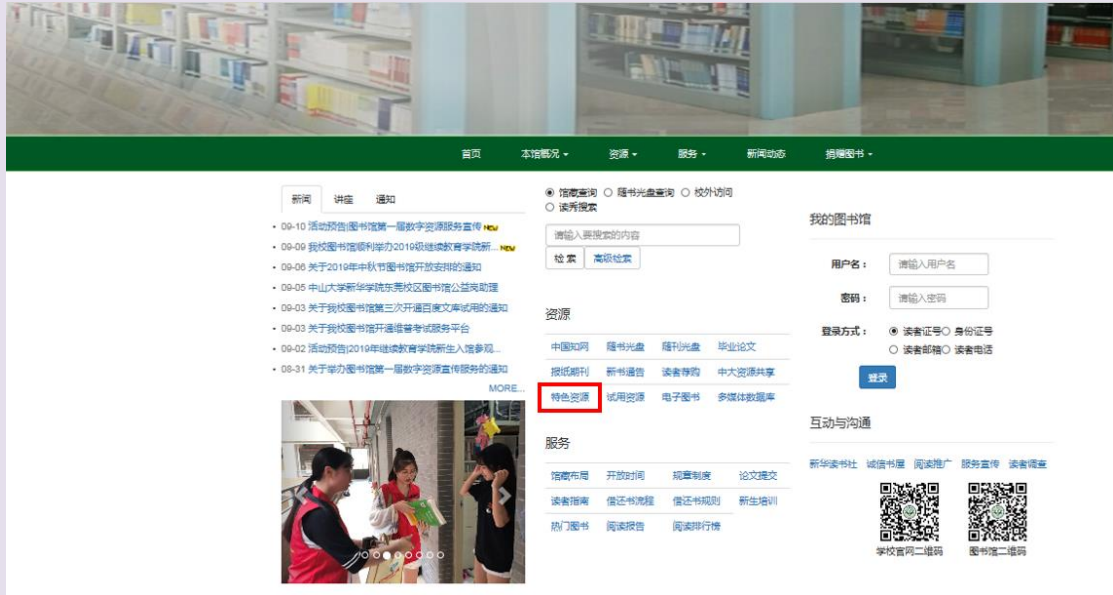 首页 本馆概况 资源 服务 新闻动态 捐赠图书
新闻 讲座 通知
09-10 活动预告|图书馆第一届数字资源服务宣传 NEW
09-09 我校图书馆顺利举办2019级继续教育学院新... NEW
09-06 关于2019年中秋节图书馆开放安排的通知
09-05 中山大学新华学院东莞校区图书馆公益岗助理
09-03 关于我校图书馆第三次开通百度文库试用的通知
09-03 关于我校图书馆开通维普考试服务平台
09-02 活动预告|2019年继续教育学院新生入馆参观...
08-31 关于举办图书馆第一届数字资源宣传服务的通知
MORE...
馆藏查询 随书光盘查询 校外访问
读秀搜索
请输入要搜索的内容
检 索 高级检索
资源
中国知网 随书光盘 随刊光盘 毕业论文
报纸期刊 新书通告 读者荐购 中大资源共享
特色资源 试用资源 电子图书 多媒体数据库
服务
馆藏布局 开放时间 规章制度 论文提交
读者指南 借还书流程 借还书规则 新生培训
热门图书 阅读报告 阅读排行榜
我的图书馆
用户名： 请输入用户名
密码： 请输入密码
登录方式： 读者证号 身份证号
读者邮箱 读者电话
登录
互动与沟通
新华读书社 诚信书屋 阅读推广 服务宣传 读者调查
学校官网二维码 图书馆二维码